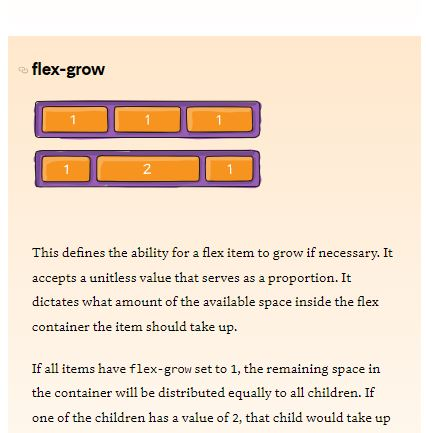 flex-grow
1 1 1
1 2 1
This defines the ability for a flex item to grow if necessary. It
accepts a unitless value that serves as a proportion. It
dictates what amount of the available space inside the flex
container the item should take up.
If all items have flex-grow set to 1, the remaining space in
the container will be distributed equally to all children. If
one of the children has a value of 2, that child would take up